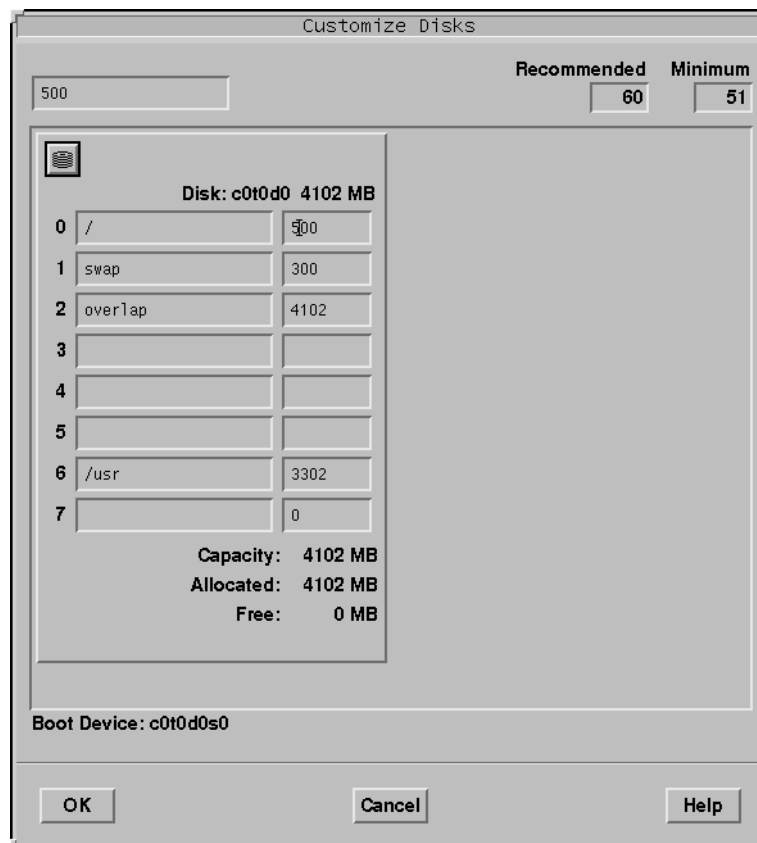 Customize Disks
Recommended Minimum
500 60 51
Disk: c0t0d0 4102 MB
0 / 500
1 swap 300
2 overlap 4102
3
4
5
6 /usr 3302
7 0
Capacity: 4102 MB
Allocated: 4102 MB
Free: 0 MB
Boot Device: c0t0d0s0
OK Cancel Help